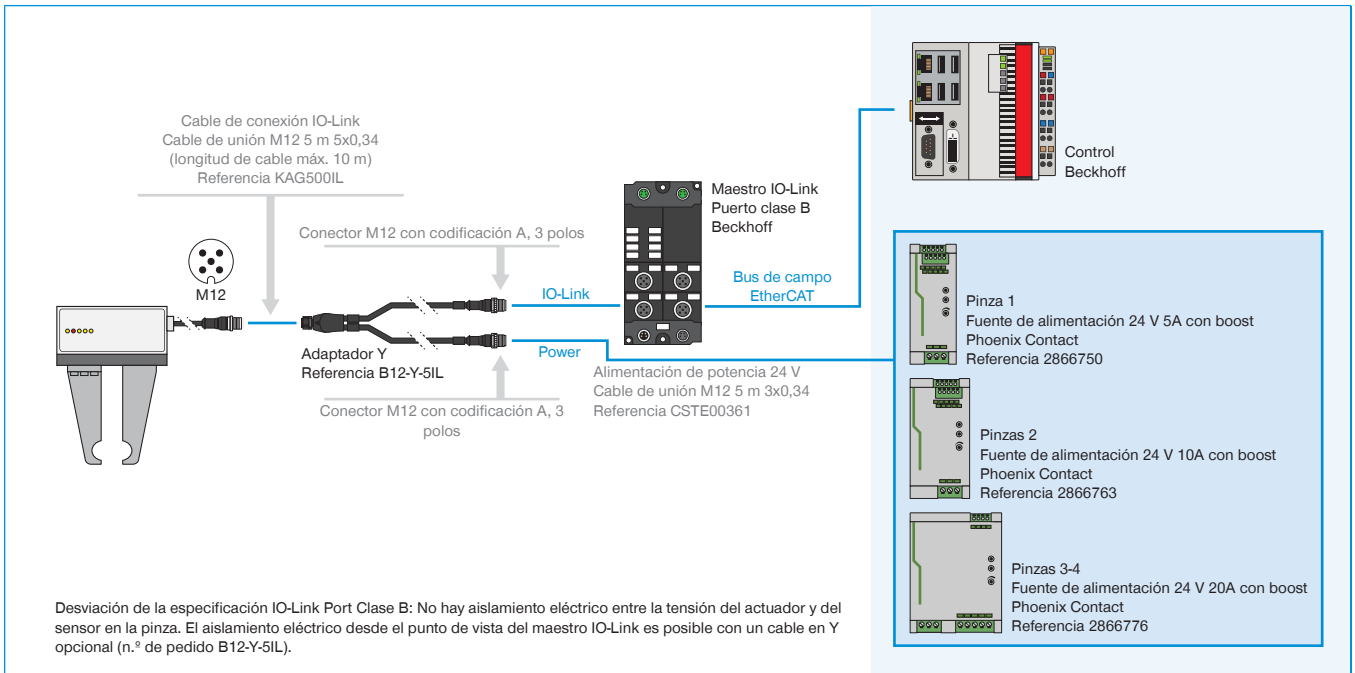 Cable de conexión IO-Link
Cable de unión M12 5 m 5x0,34
(longitud de cable máx. 10 m)
Referencia KAG500IL
M12
Conector M12 con codificación A, 3 polos
IO-Link
Adaptador Y
Referencia B12-Y-5IL
Power
Conector M12 con codificación A, 3
polos
Maestro IO-Link
Puerto clase B
Beckhoff
Bus de campo
EtherCAT
Alimentación de potencia 24 V
Cable de unión M12 5 m 3x0,34
Referencia CSTE00361
Control
Beckhoff
Pinza 1
Fuente de alimentación 24 V 5A con boost
Phoenix Contact
Referencia 2866750
Pinzas 2
Fuente de alimentación 24 V 10A con boost
Phoenix Contact
Referencia 2866763
Pinzas 3-4
Fuente de alimentación 24 V 20A con boost
Phoenix Contact
Referencia 2866776
Desviación de la especificación IO-Link Port Clase B: No hay aislamiento eléctrico entre la tensión del actuador y del
sensor en la pinza. El aislamiento eléctrico desde el punto de vista del maestro IO-Link es posible con un cable en Y
opcional (n.º de pedido B12-Y-5IL).